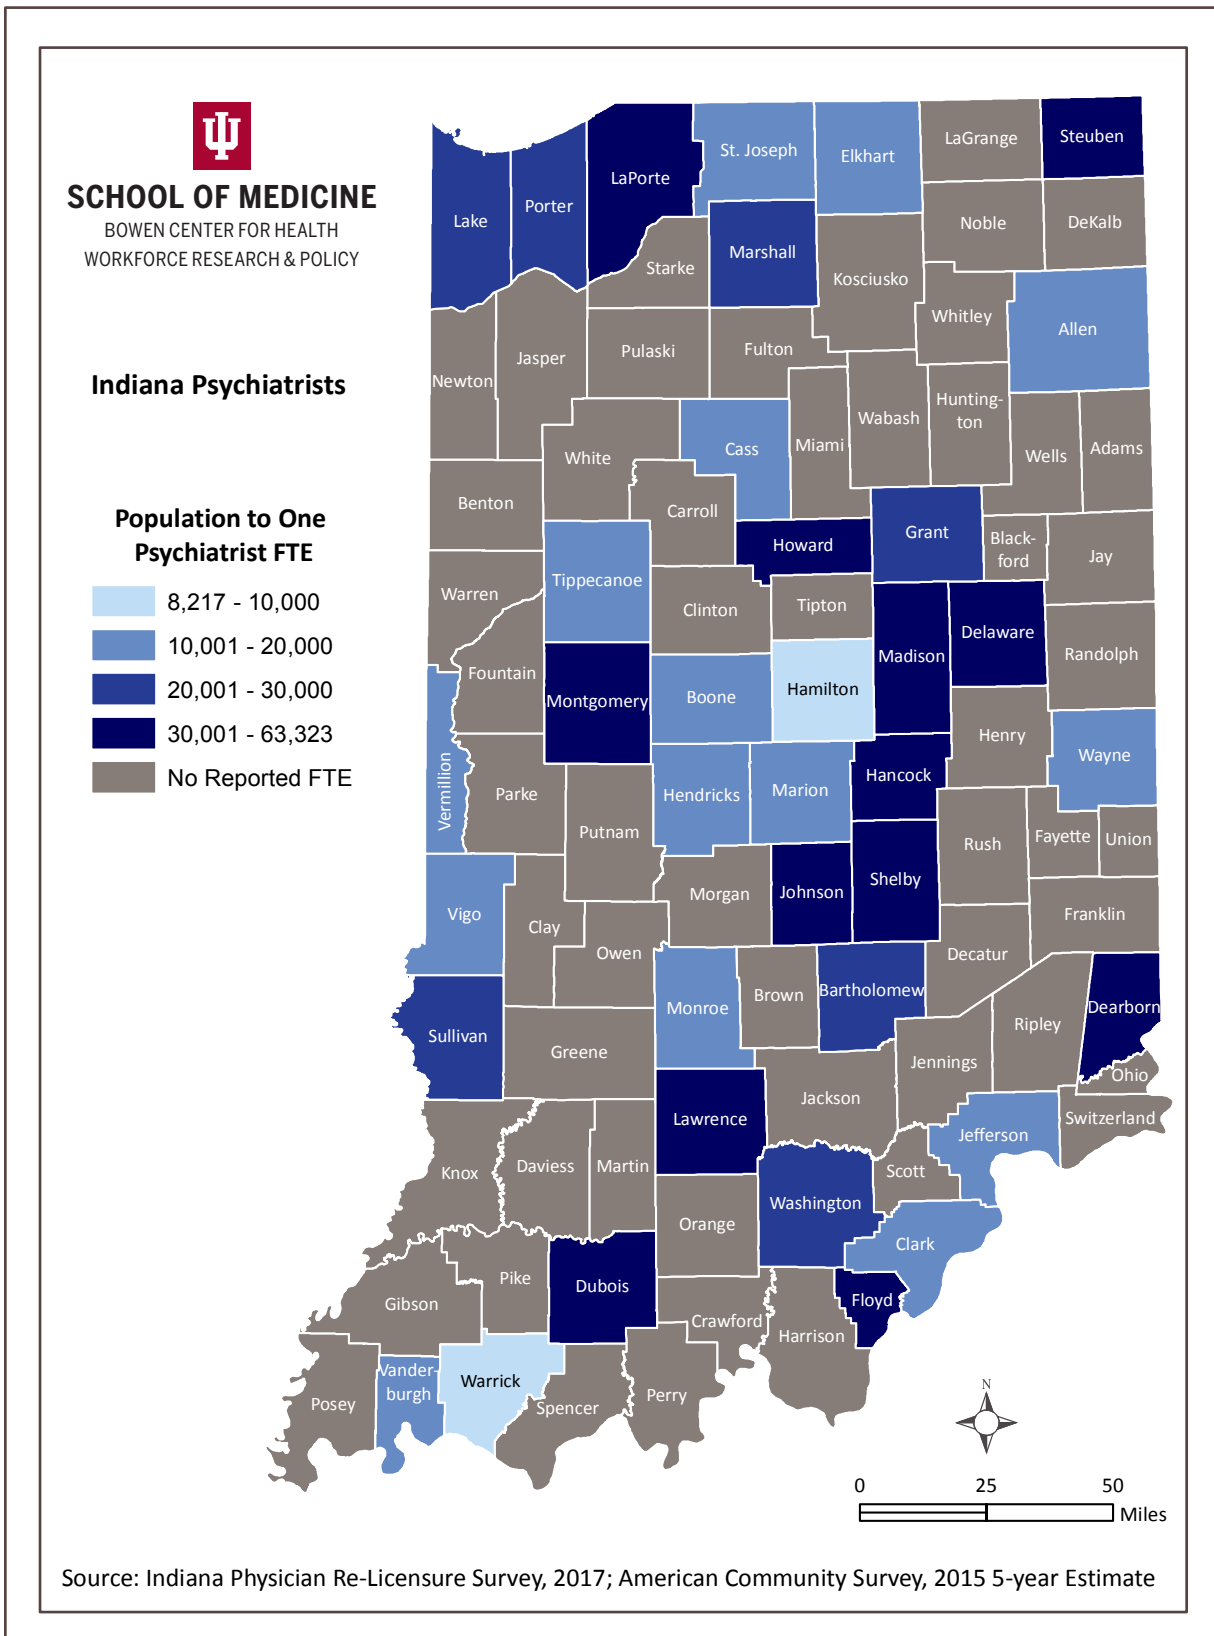 SCHOOL OF MEDICINE
BOWEN CENTER FOR HEALTH
WORKFORCE RESEARCH & POLICY
Indiana Psychiatrists
Population to One
Psychiatrist FTE
8,217 - 10,000
10,001 - 20,000
20,001 - 30,000
30,001 - 63,323
No Reported FTE
Steuben
LaGrange
St. Joseph
Elkhart
LaPorte
Porter
Lake
Noble
DeKalb
Marshall
Starke
Kosciusko
Whitley
Allen
Jasper
Pulaski
Fulton
Newton
Hunting-
ton
Wabash
Miami
Cass
White
Wells
Adams
Benton
Carroll
Howard
Grant
Black-
ford
Jay
Warren
Tippecanoe
Clinton
Tipton
Madison
Delaware
Randolph
Fountain
Montgomery
Boone
Hamilton
Henry
Wayne
Vermillion
Parke
Putnam
Hendricks
Marion
Hancock
Rush
Fayette
Union
Morgan
Johnson
Shelby
Franklin
Vigo
Clay
Owen
Decatur
Monroe
Brown
Bartholomew
Dearborn
Ripley
Sullivan
Greene
Jennings
Ohio
Jackson
Lawrence
Switzerland
Jefferson
Knox
Daviess
Martin
Scott
Washington
Orange
Clark
Pike
Dubois
Floyd
Gibson
Crawford
Harrison
Vander-
burgh
Warrick
Spencer
Perry
Posey
N
0 25 50
Miles
Source: Indiana Physician Re-Licensure Survey, 2017; American Community Survey, 2015 5-year Estimate